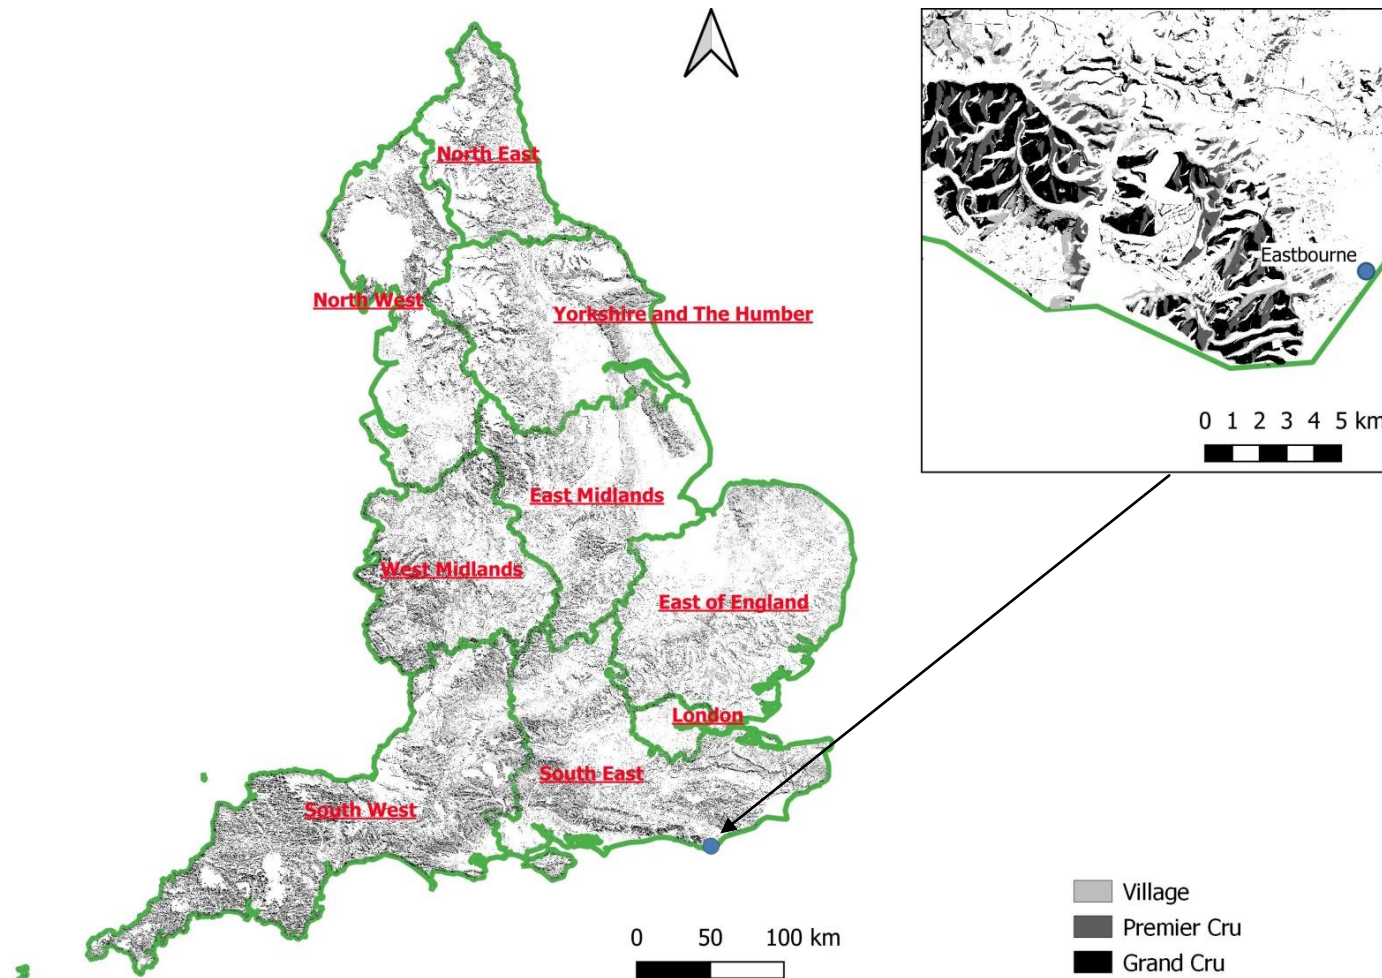 North East
North West
Yorkshire and The Humber
East Midlands
West Midlands
East of England
London
South East
South West
0 50 100 km
Eastbourne
0 1 2 3 4 5 km
Village
Premier Cru
Grand Cru